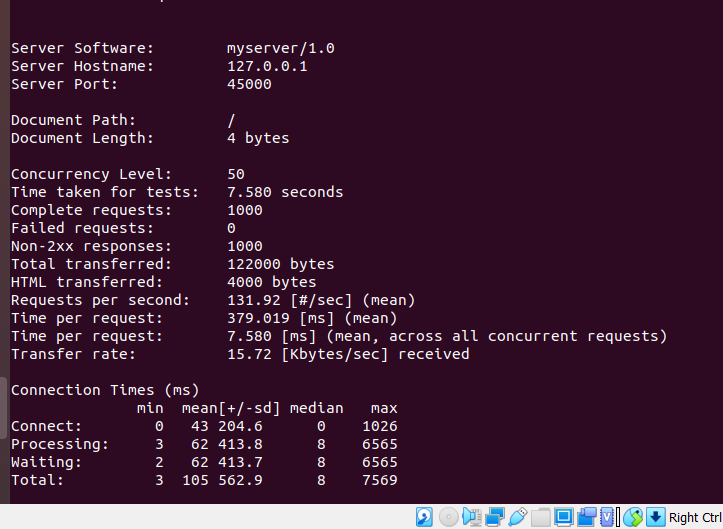 Server Software: myserver/1.0
Server Hostname: 127.0.0.1
Server Port: 45000
Document Path: /
Document Length: 4 bytes
Concurrency Level: 50
Time taken for tests: 7.580 seconds
Complete requests: 1000
Failed requests: 0
Non-2xx responses: 1000
Total transferred: 122000 bytes
HTML transferred: 4000 bytes
Requests per second: 131.92 [#/sec] (mean)
Time per request: 379.019 [ms] (mean)
Time per request: 7.580 [ms] (mean, across all concurrent requests)
Transfer rate: 15.72 [Kbytes/sec] received
Connection Times (ms)
min mean[+/-sd] median max
Connect: 0 43 204.6 0 1026
Processing: 3 62 413.8 8 6565
Waiting: 2 62 413.7 8 6565
Total: 3 105 562.9 8 7569
Right Ctrl